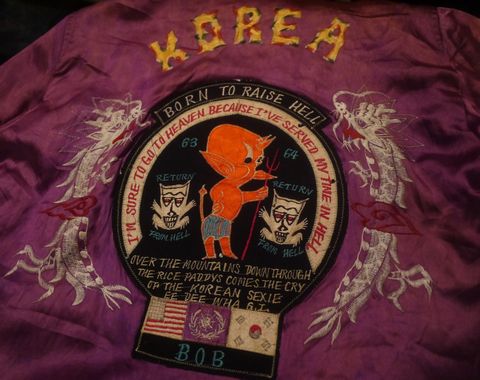 KOREA
BORN TO RAISE HELL
I'M SURE TO GO TO HEAVEN BECAUSE I'VE SERVED MY TINE IN HELL
63 64
RETURN RETURN
FROM HELL FROM HELL
OVER THE MOUNTAINS DOWN THROUGH
THE RICE PADDYS COMES THE CRY
OR THE KOREAN SEXIE
EE DEE WHA G.I.
BOB